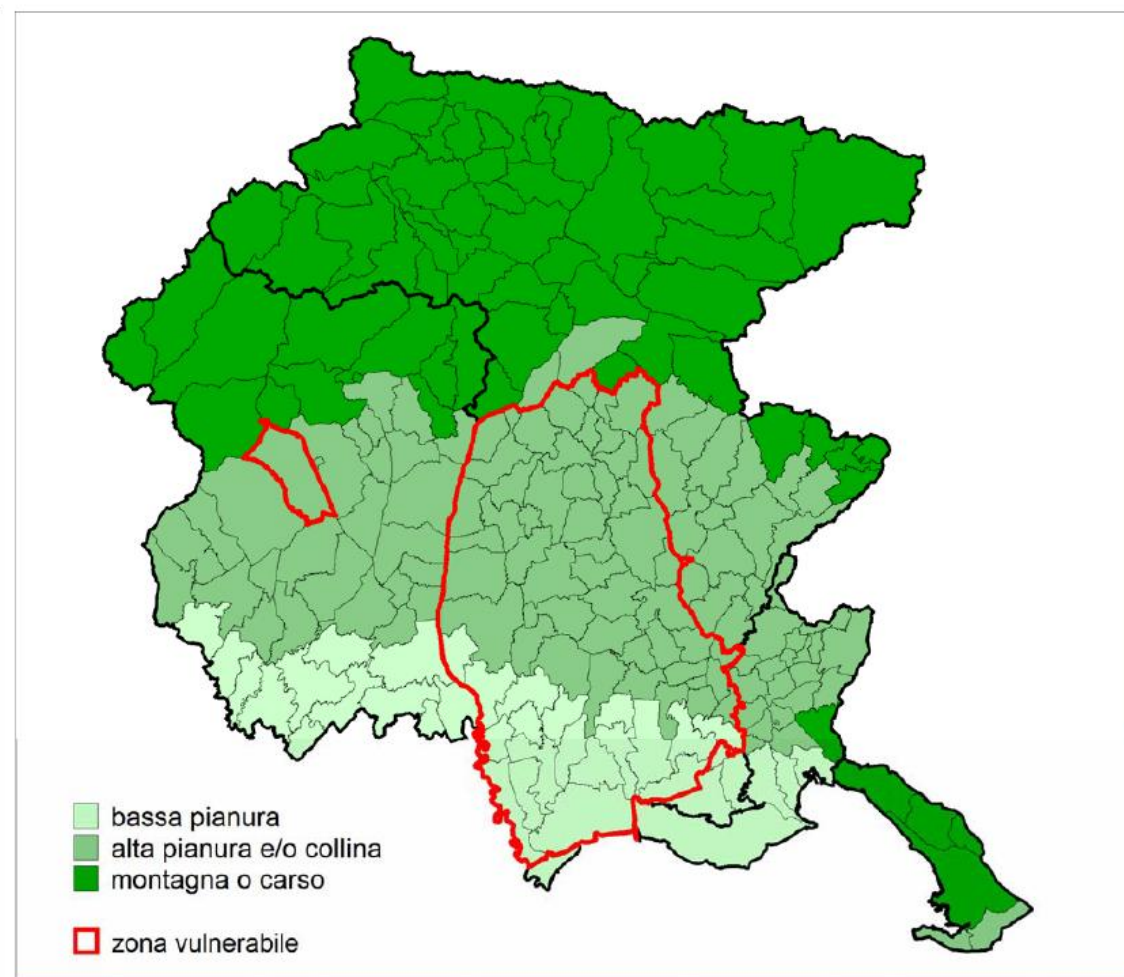 bassa pianura
alta pianura e/o collina
montagna o carso
zona vulnerabile